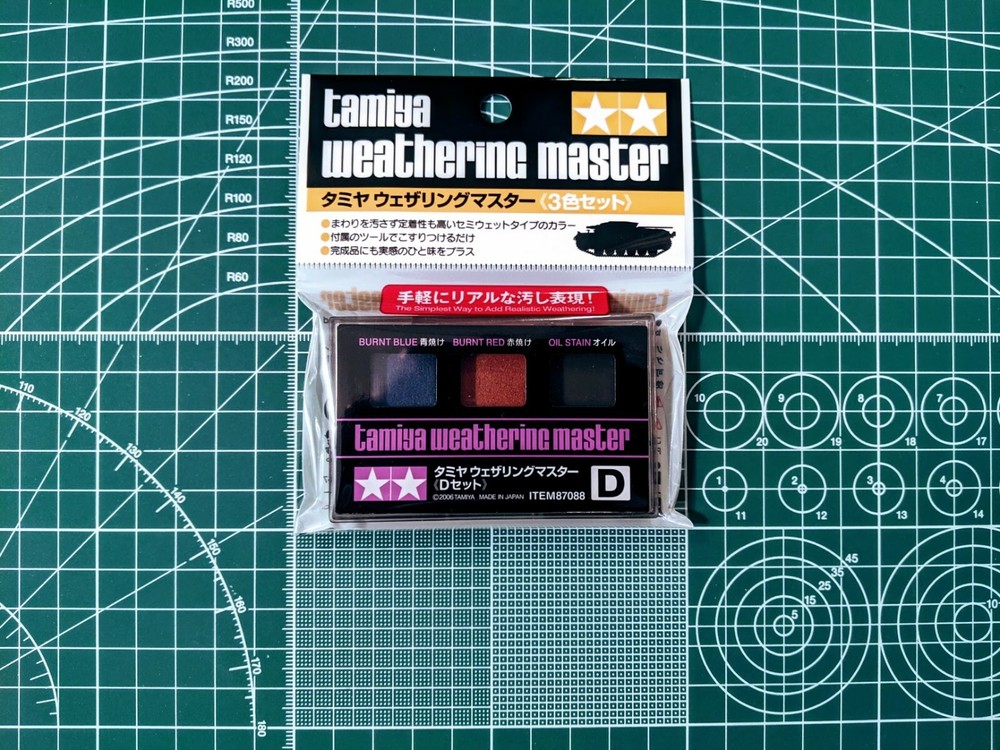 R500
R300
R200
R150
R120
R100
R80
R60
tamiya
weathering master
タミヤ ウェザリングマスター《3色セット》
●まわりを汚さず定着性も高いセミウェットタイプのカラー
●付属のツールでこすりつけるだけ
●完成品にも実感のひと味をプラス
手軽にリアルな汚し表現!
The Simplest Way to Add Realistic Weathering!
BURNT BLUE 青焼け BURNT RED 赤焼け OIL STAIN オイル
tamiya weathering master
タミヤ ウェザリングマスター
《Dセット》
©2006 TAMIYA MADE IN JAPAN ITEM87088
D
110
120
130
140
150
160
170
180
10 9 8 7
20 19 18 17
1 2 3 4
11 12 13 14
45
35
25
15
5
10